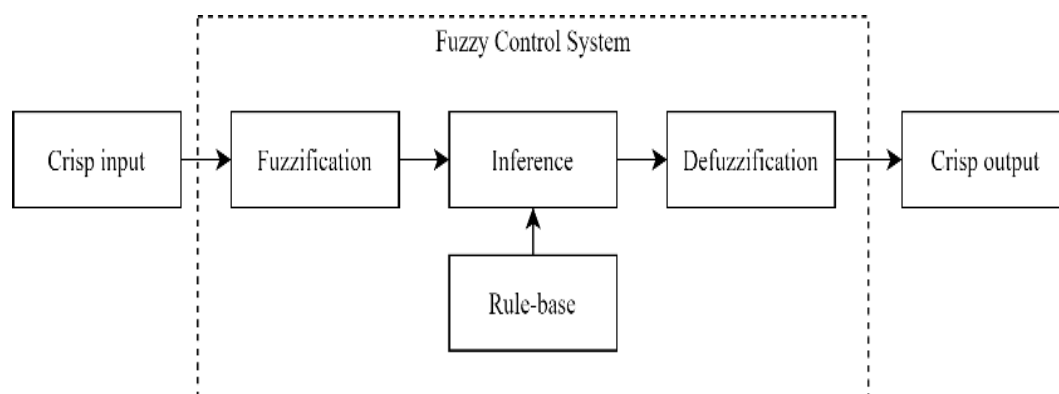 Fuzzy Control System
Crisp input
Fuzzification
Inference
Defuzzification
Crisp output
Rule-base